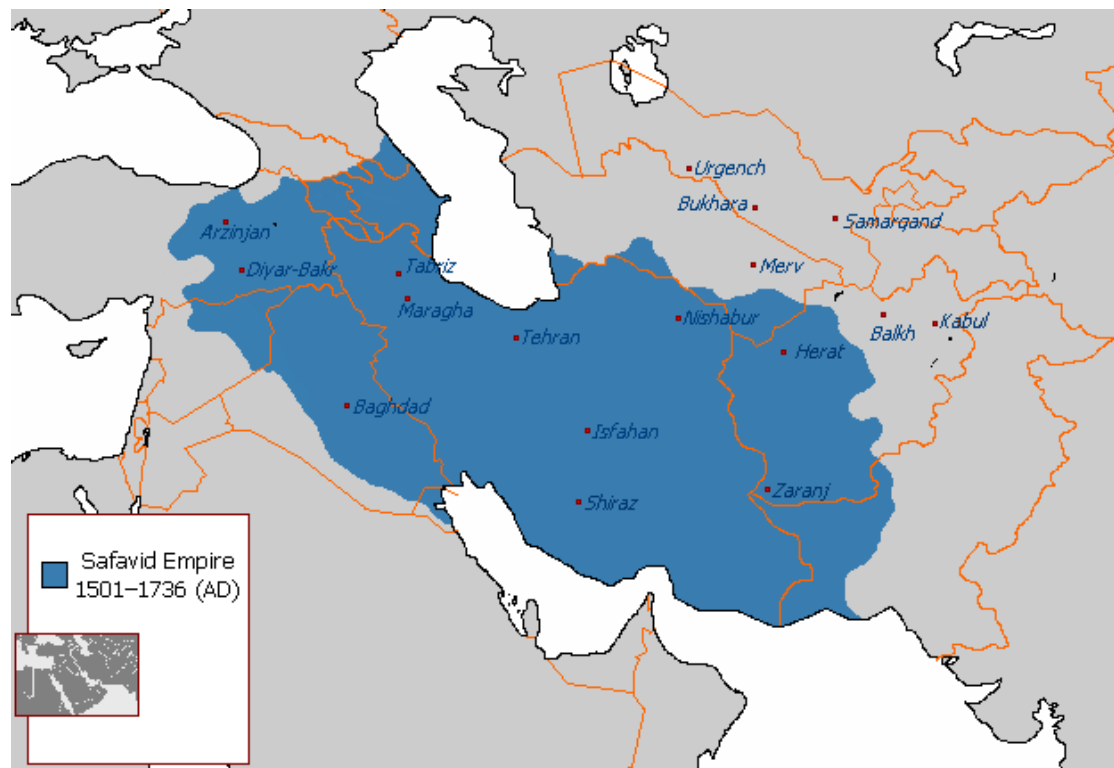 Urgench
Bukhara
Samarqand
Arzinjan
Merv
Diyar-Bakr
Tabriz
Maragha
Nishabur
Balkh
Kabul
Tehran
Herat
Baghdad
Isfahan
Zaranj
Shiraz
Safavid Empire
1501–1736 (AD)